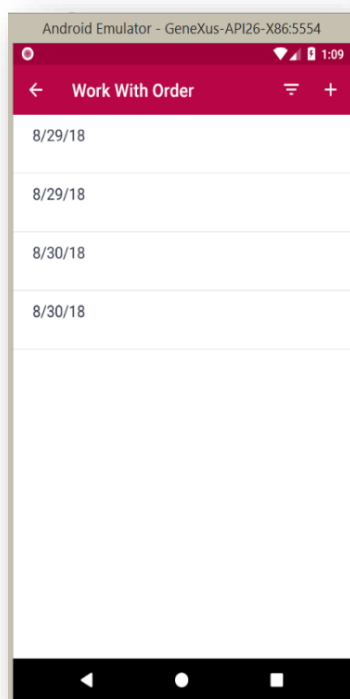 Android Emulator - GeneXus-API26-X86:5554
1:09
Work With Order
8/29/18
8/29/18
8/30/18
8/30/18